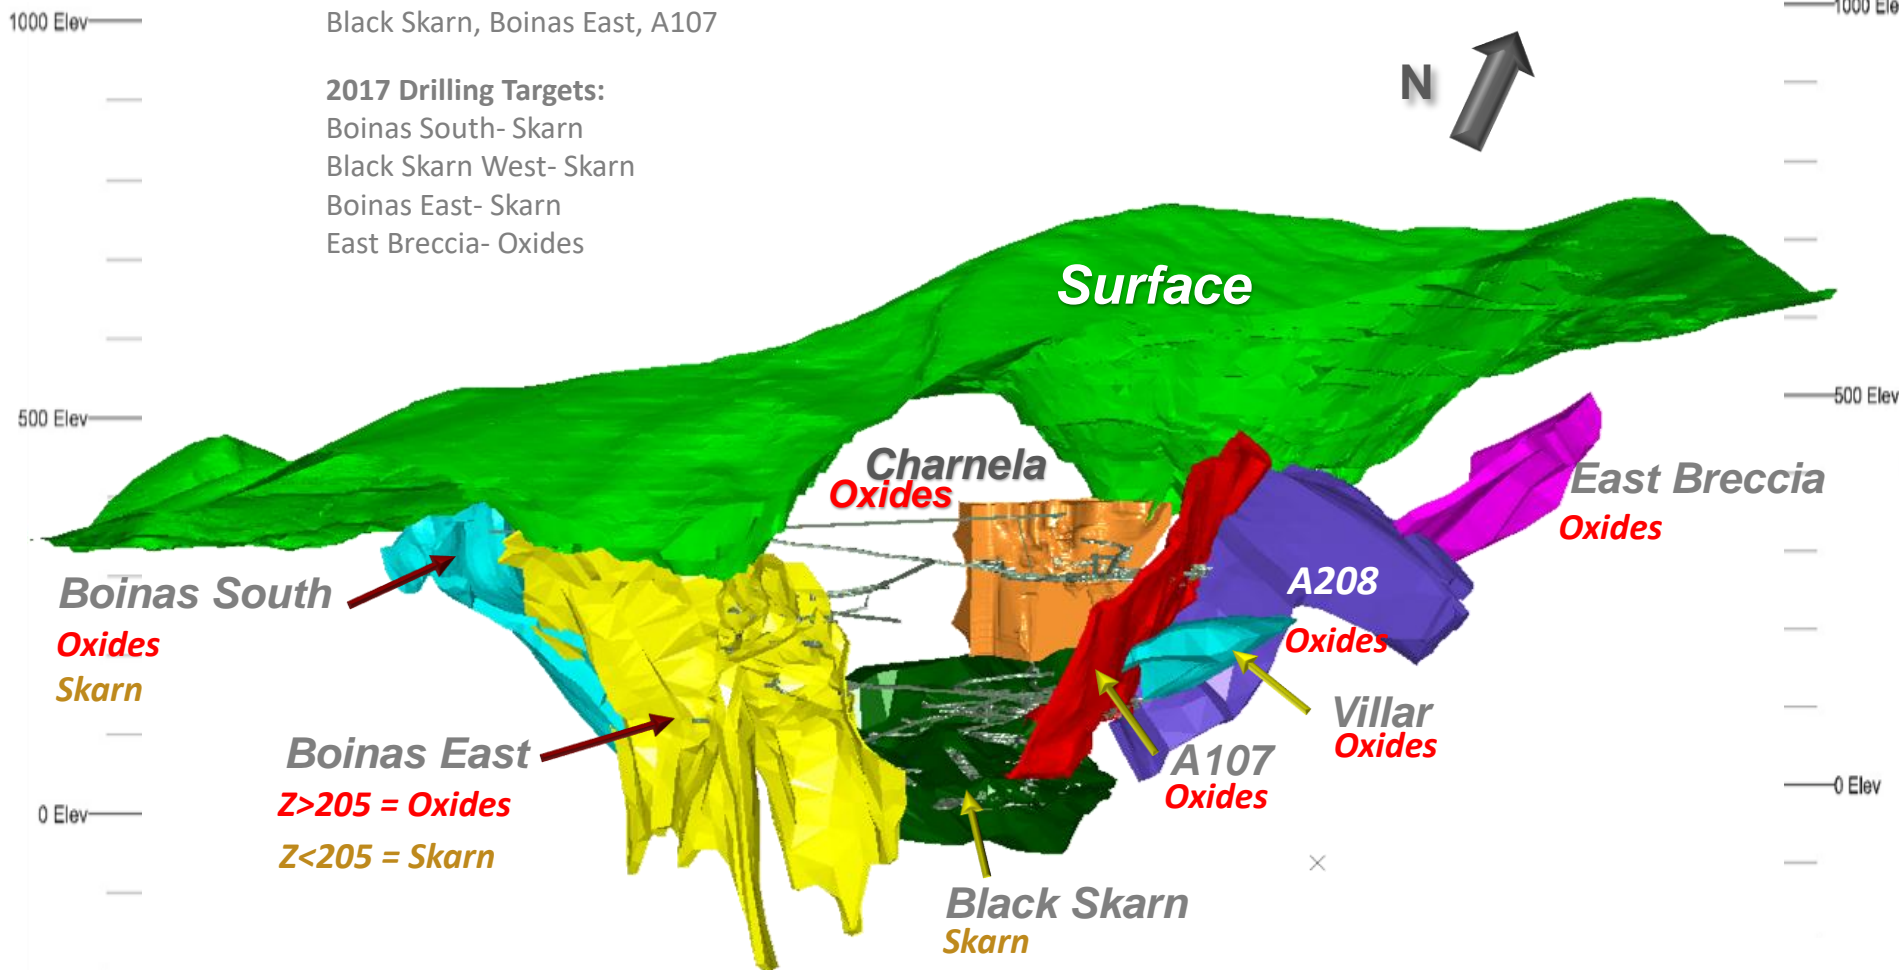 1000 Elev
Black Skarn, Boinas East, A107
1000 Ele
2017 Drilling Targets:
Boinas South- Skarn
Black Skarn West- Skarn
Boinas East- Skarn
East Breccia- Oxides
N
Surface
500 Elev
500 Elev
Charnela
Oxides
East Breccia
Oxides
Boinas South
Oxides
Skarn
A208
Oxides
Villar
Oxides
Boinas East
Z>205 = Oxides
Z<205 = Skarn
A107
Oxides
0 Elev
0 Elev
Black Skarn
Skarn